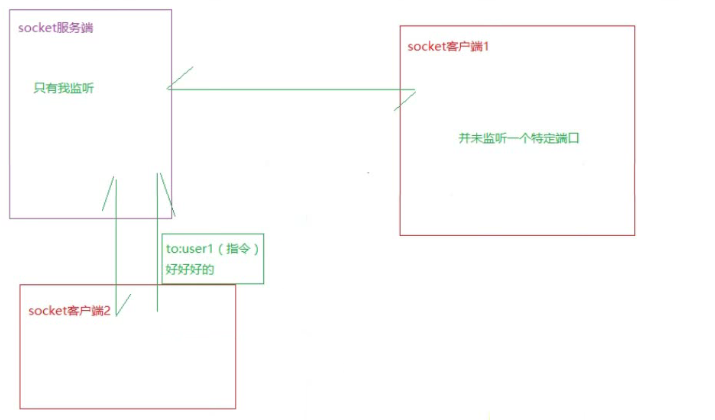 socket服务端
只有我监听
socket客户端1
并未监听一个特定端口
to:user1（指令）
好好好的
socket客户端2